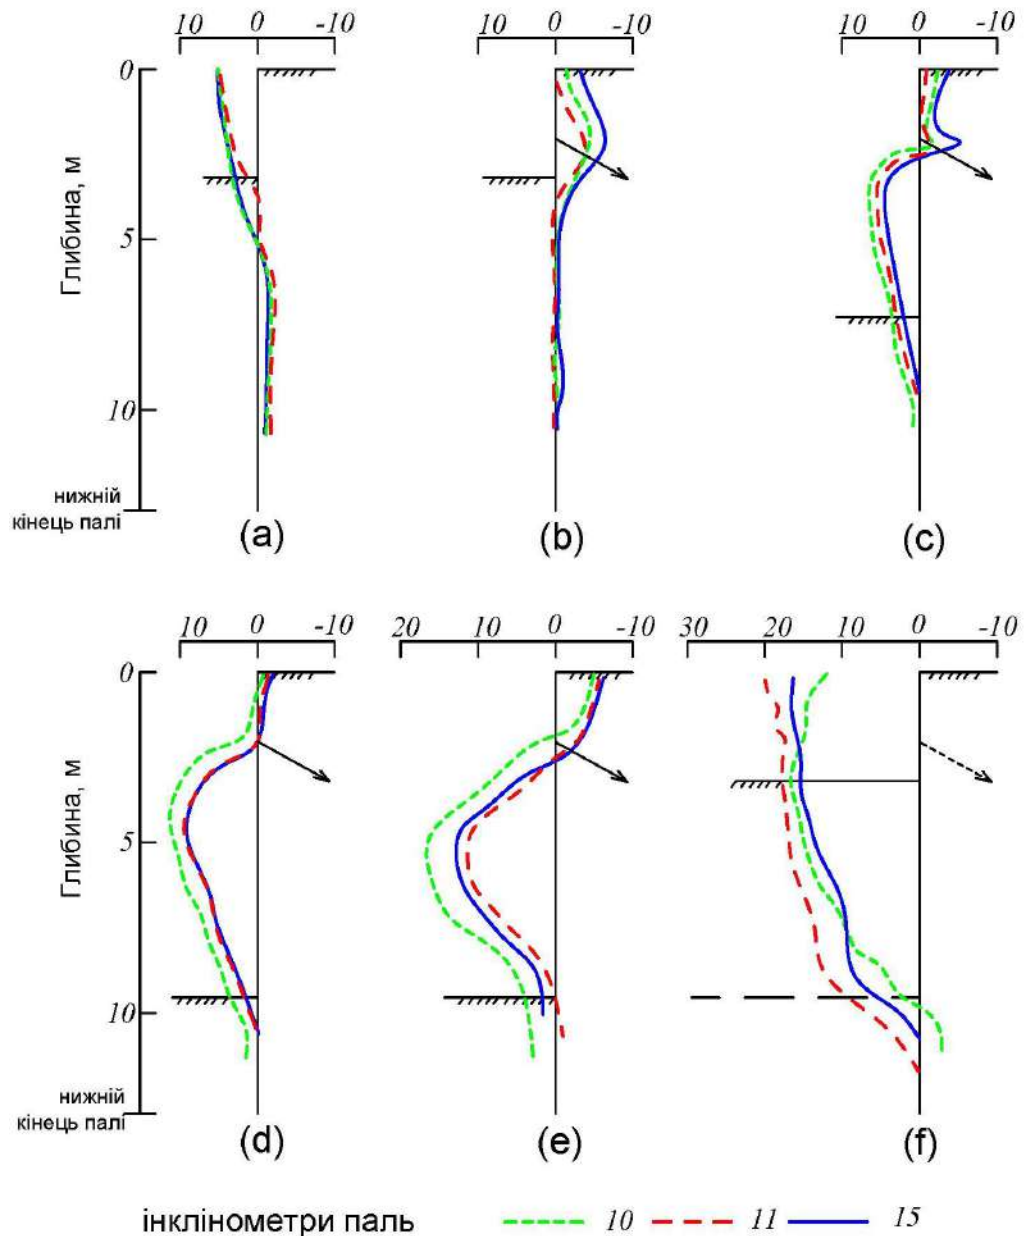 10 0 -10
10 0 -10
10 0 -10
0
5
10
Глибина, м
нижній
кінець палі
(a)
(b)
(c)
10 0 -10
20 10 0 -10
30 20 10 0 -10
0
5
10
Глибина, м
нижній
кінець палі
(d)
(e)
(f)
інклінометри паль 10 11 15